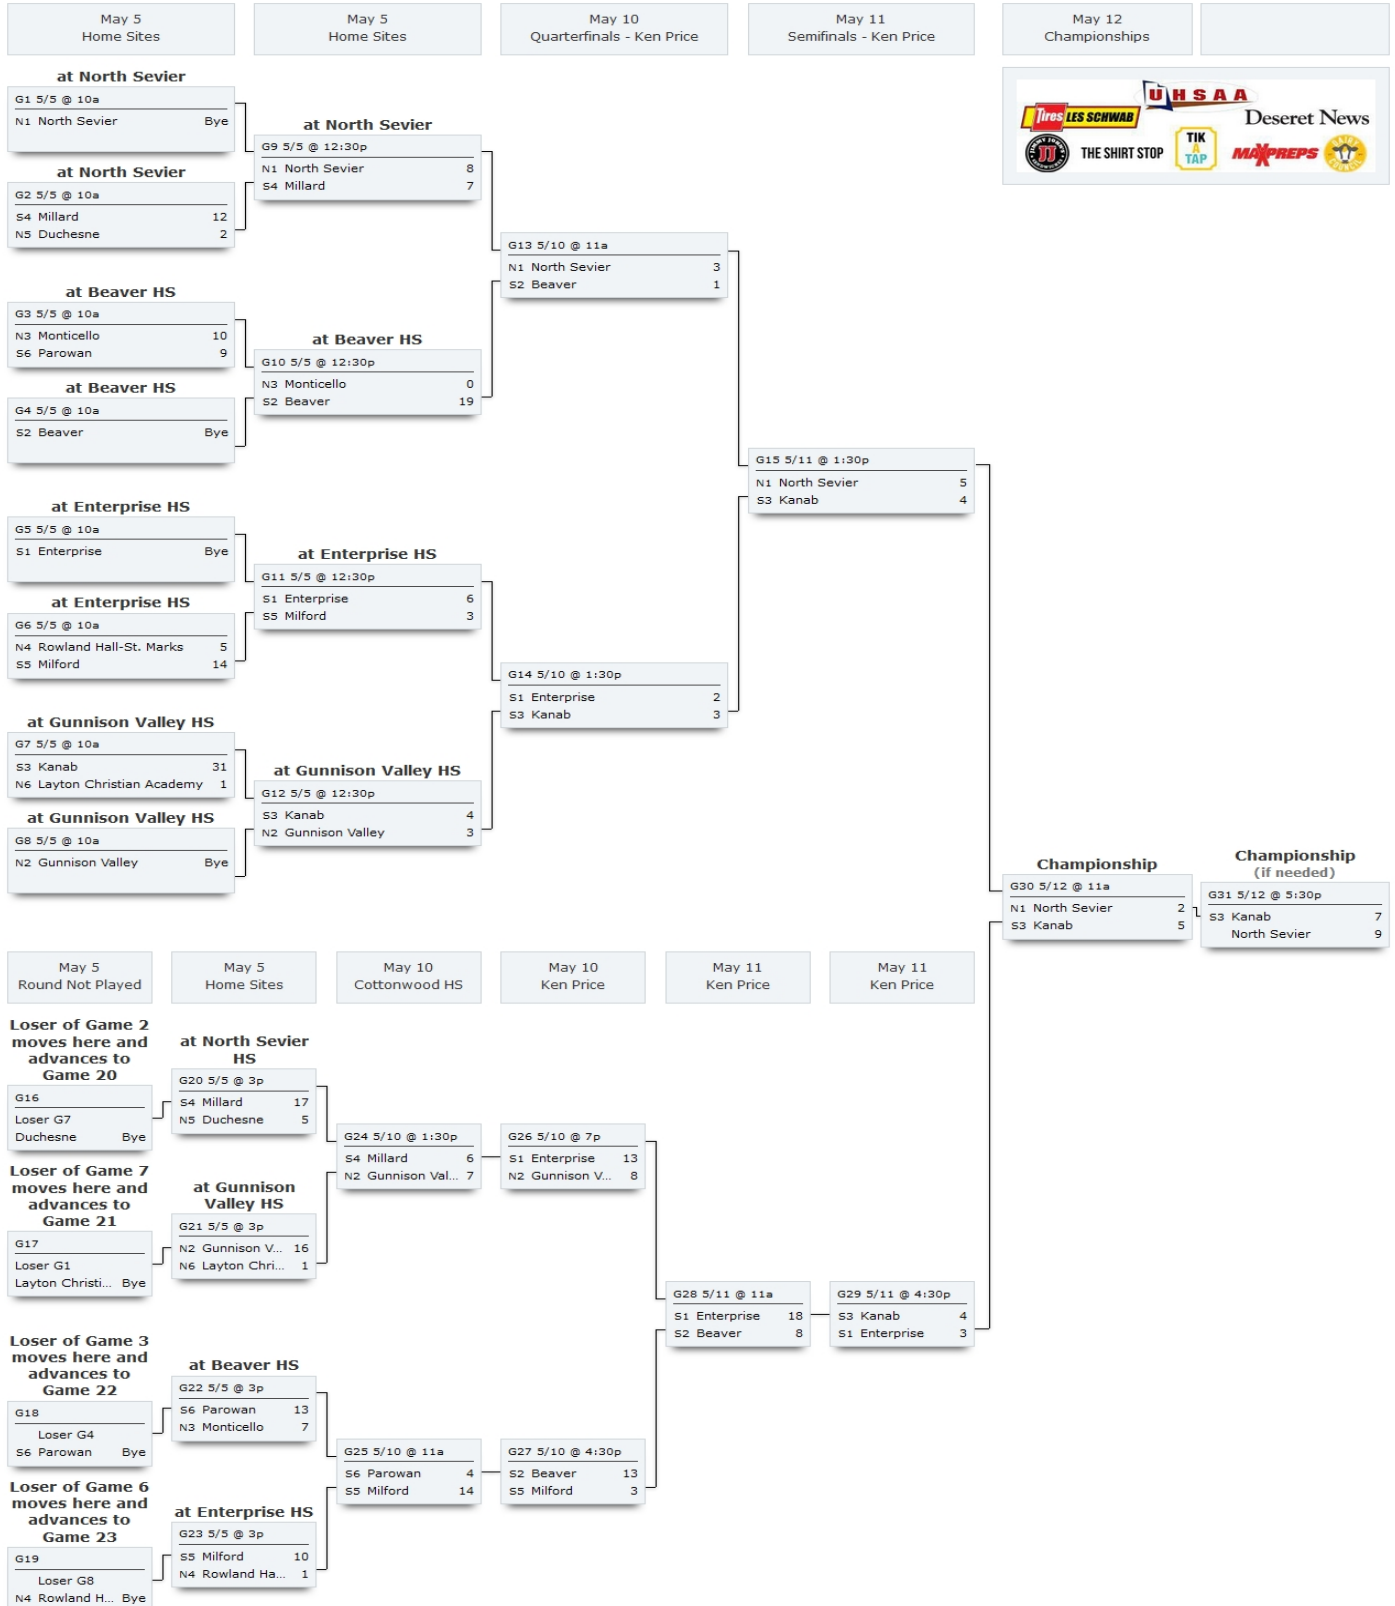 May 5
Home Sites
May 5
Home Sites
May 10
Quarterfinals - Ken Price
May 11
Semifinals - Ken Price
May 12
Championships
UHSAA
Tires LES SCHWAB
Deseret News
JJ
THE SHIRT STOP
TIK
A
TAP
MAXPREPS
at North Sevier
G1 5/5 @ 10a
N1 North Sevier Bye
at North Sevier
G2 5/5 @ 10a
S4 Millard 12
N5 Duchesne 2
at Beaver HS
G3 5/5 @ 10a
N3 Monticello 10
S6 Parowan 9
at Beaver HS
G4 5/5 @ 10a
S2 Beaver Bye
at Enterprise HS
G5 5/5 @ 10a
S1 Enterprise Bye
at Enterprise HS
G6 5/5 @ 10a
N4 Rowland Hall-St. Marks 5
S5 Milford 14
at Gunnison Valley HS
G7 5/5 @ 10a
S3 Kanab 31
N6 Layton Christian Academy 1
at Gunnison Valley HS
G8 5/5 @ 10a
N2 Gunnison Valley Bye
at North Sevier
G9 5/5 @ 12:30p
N1 North Sevier 8
S4 Millard 7
at Beaver HS
G10 5/5 @ 12:30p
N3 Monticello 0
S2 Beaver 19
at Enterprise HS
G11 5/5 @ 12:30p
S1 Enterprise 6
S5 Milford 3
at Gunnison Valley HS
G12 5/5 @ 12:30p
S3 Kanab 4
N2 Gunnison Valley 3
G13 5/10 @ 11a
N1 North Sevier 3
S2 Beaver 1
G14 5/10 @ 1:30p
S1 Enterprise 2
S3 Kanab 3
G15 5/11 @ 1:30p
N1 North Sevier 5
S3 Kanab 4
Championship
G30 5/12 @ 11a
N1 North Sevier 2
S3 Kanab 5
Championship
(if needed)
G31 5/12 @ 5:30p
S3 Kanab 7
North Sevier 9
May 5
Round Not Played
May 5
Home Sites
May 10
Cottonwood HS
May 10
Ken Price
May 11
Ken Price
May 11
Ken Price
Loser of Game 2
moves here and
advances to
Game 20
G16
Loser G7
Duchesne Bye
Loser of Game 7
moves here and
advances to
Game 21
G17
Loser G1
Layton Christi... Bye
Loser of Game 3
moves here and
advances to
Game 22
G18
Loser G4
S6 Parowan Bye
Loser of Game 6
moves here and
advances to
Game 23
G19
Loser G8
N4 Rowland H... Bye
at North Sevier
HS
G20 5/5 @ 3p
S4 Millard 17
N5 Duchesne 5
at Gunnison
Valley HS
G21 5/5 @ 3p
N2 Gunnison V... 16
N6 Layton Chri... 1
at Beaver HS
G22 5/5 @ 3p
S6 Parowan 13
N3 Monticello 7
at Enterprise HS
G23 5/5 @ 3p
S5 Milford 10
N4 Rowland Ha... 1
G24 5/10 @ 1:30p
S4 Millard 6
N2 Gunnison Val... 7
G25 5/10 @ 11a
S6 Parowan 4
S5 Milford 14
G26 5/10 @ 7p
S1 Enterprise 13
N2 Gunnison V... 8
G27 5/10 @ 4:30p
S2 Beaver 13
S5 Milford 3
G28 5/11 @ 11a
S1 Enterprise 18
S2 Beaver 8
G29 5/11 @ 4:30p
S3 Kanab 4
S1 Enterprise 3